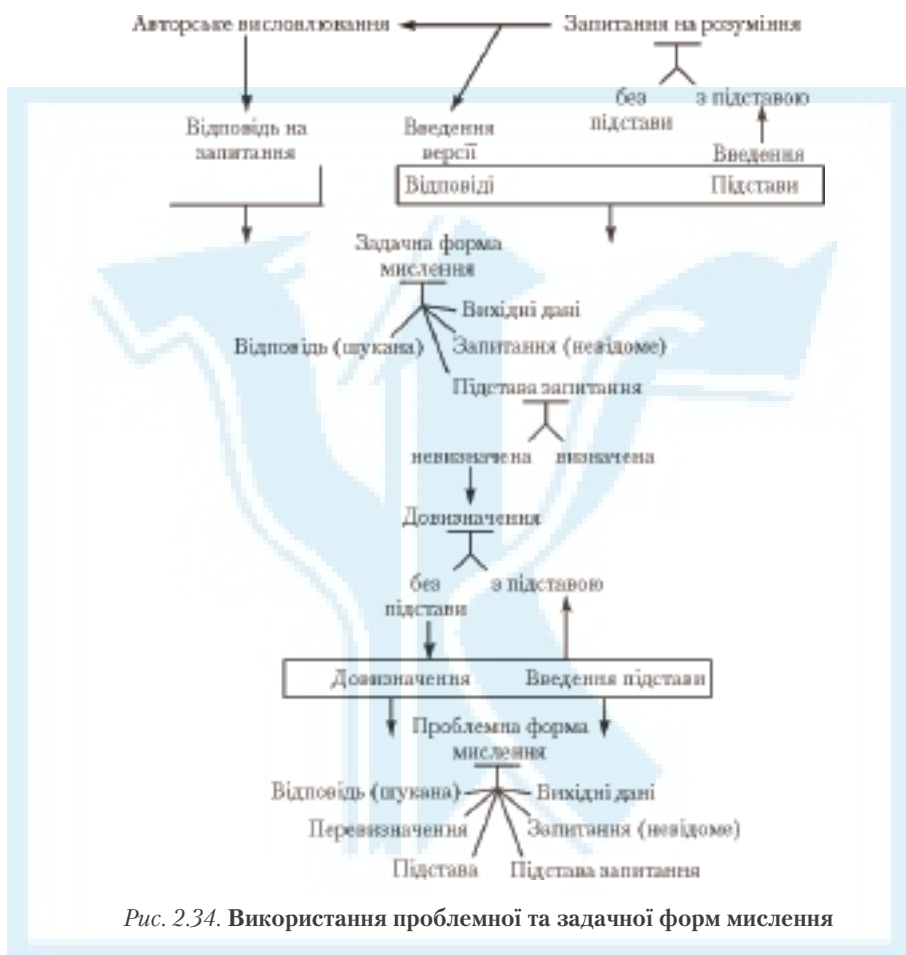 Авторське висловлювання
Запитання на розуміння
без
підстави
з підставою
Відповідь на
запитання
Введення
версії
Введення
Відповіді
Підстави
Задачна форма
мислення
Вихідні дані
Відповідь (шукана)
Запитання (невідоме)
Підстава запитання
невизначена
визначена
Довизначення
без
підстави
з підставою
Довизначення
Введення підстави
Проблемна форма
мислення
Відповідь (шукана)
Вихідні дані
Перевизначення
Запитання (невідоме)
Підстава
Підстава запитання
Рис. 2.34. Використання проблемної та задачної форм мислення